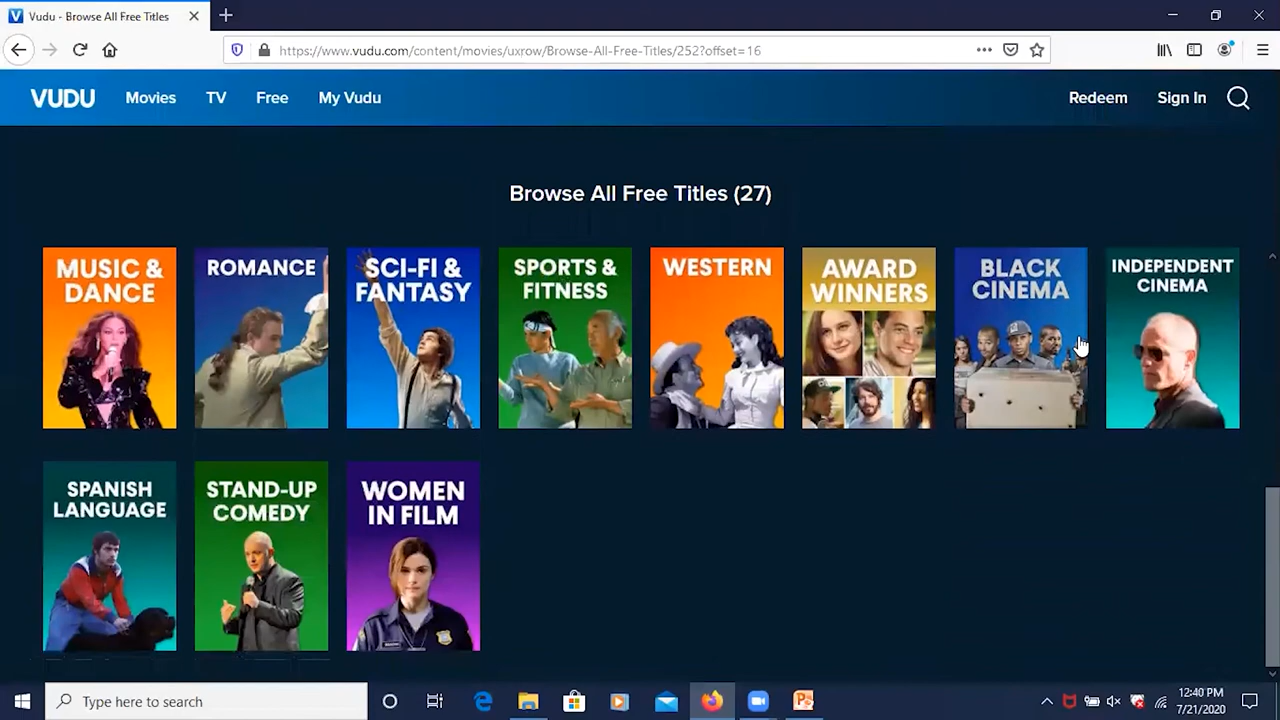 Vudu - Browse All Free Titles
https://www.vudu.com/content/movies/uxrow/Browse-All-Free-Titles/252?offset=16
VUDU Movies TV Free My Vudu Redeem Sign In
Browse All Free Titles (27)
MUSIC &
DANCE
ROMANCE
SCI-FI &
FANTASY
SPORTS &
FITNESS
WESTERN
AWARD
WINNERS
BLACK
CINEMA
INDEPENDENT
CINEMA
SPANISH
LANGUAGE
STAND-UP
COMEDY
WOMEN
IN FILM
Type here to search
12:40 PM
7/21/2020